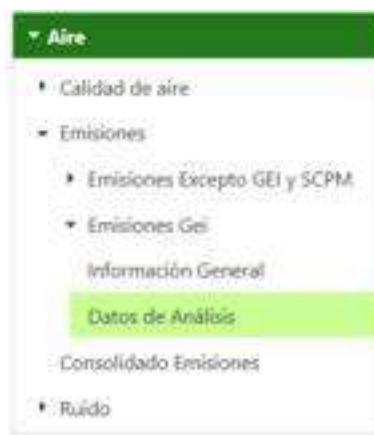 Aire
Calidad de aire
Emisiones
Emisiones Excepto GEI y SCPM
Emisiones Gei
Información General
Datos de Análisis
Consolidado Emisiones
Ruido